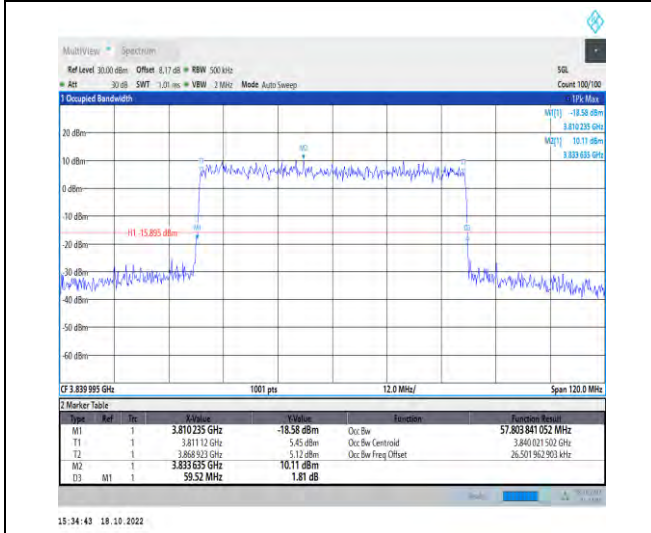 MultiView Spectrum
Ref Level 30.00 dBm Offset 8.17 dB RBW 500 kHz SGL
Att 30 dB SWT 1.01 ms VBW 2 MHz Mode Auto Sweep Count 100/100
1 Occupied Bandwidth 1Pk Max
M1[1] -18.58 dBm
3.810 235 GHz
M2[1] 10.11 dBm
3.833 635 GHz
20 dBm
M2
10 dBm
0 dBm
-10 dBm
H1 -15.895 dBm
-20 dBm
-30 dBm
-40 dBm
-50 dBm
-60 dBm
CF 3.839 995 GHz 1001 pts 12.0 MHz/ Span 120.0 MHz
2 Marker Table
Type Ref Trc X-Value Y-Value Function Function Result
M1 1 3.810 235 GHz -18.58 dBm Occ Bw 57.803 841 052 MHz
T1 1 3.811 12 GHz 5.45 dBm Occ Bw Centroid 3.840 021 502 GHz
T2 1 3.868 923 GHz 5.12 dBm Occ Bw Freq Offset 26.501 962 903 kHz
M2 1 3.833 635 GHz 10.11 dBm
D3 M1 1 59.52 MHz 1.81 dB
15:34:43 18.10.2022